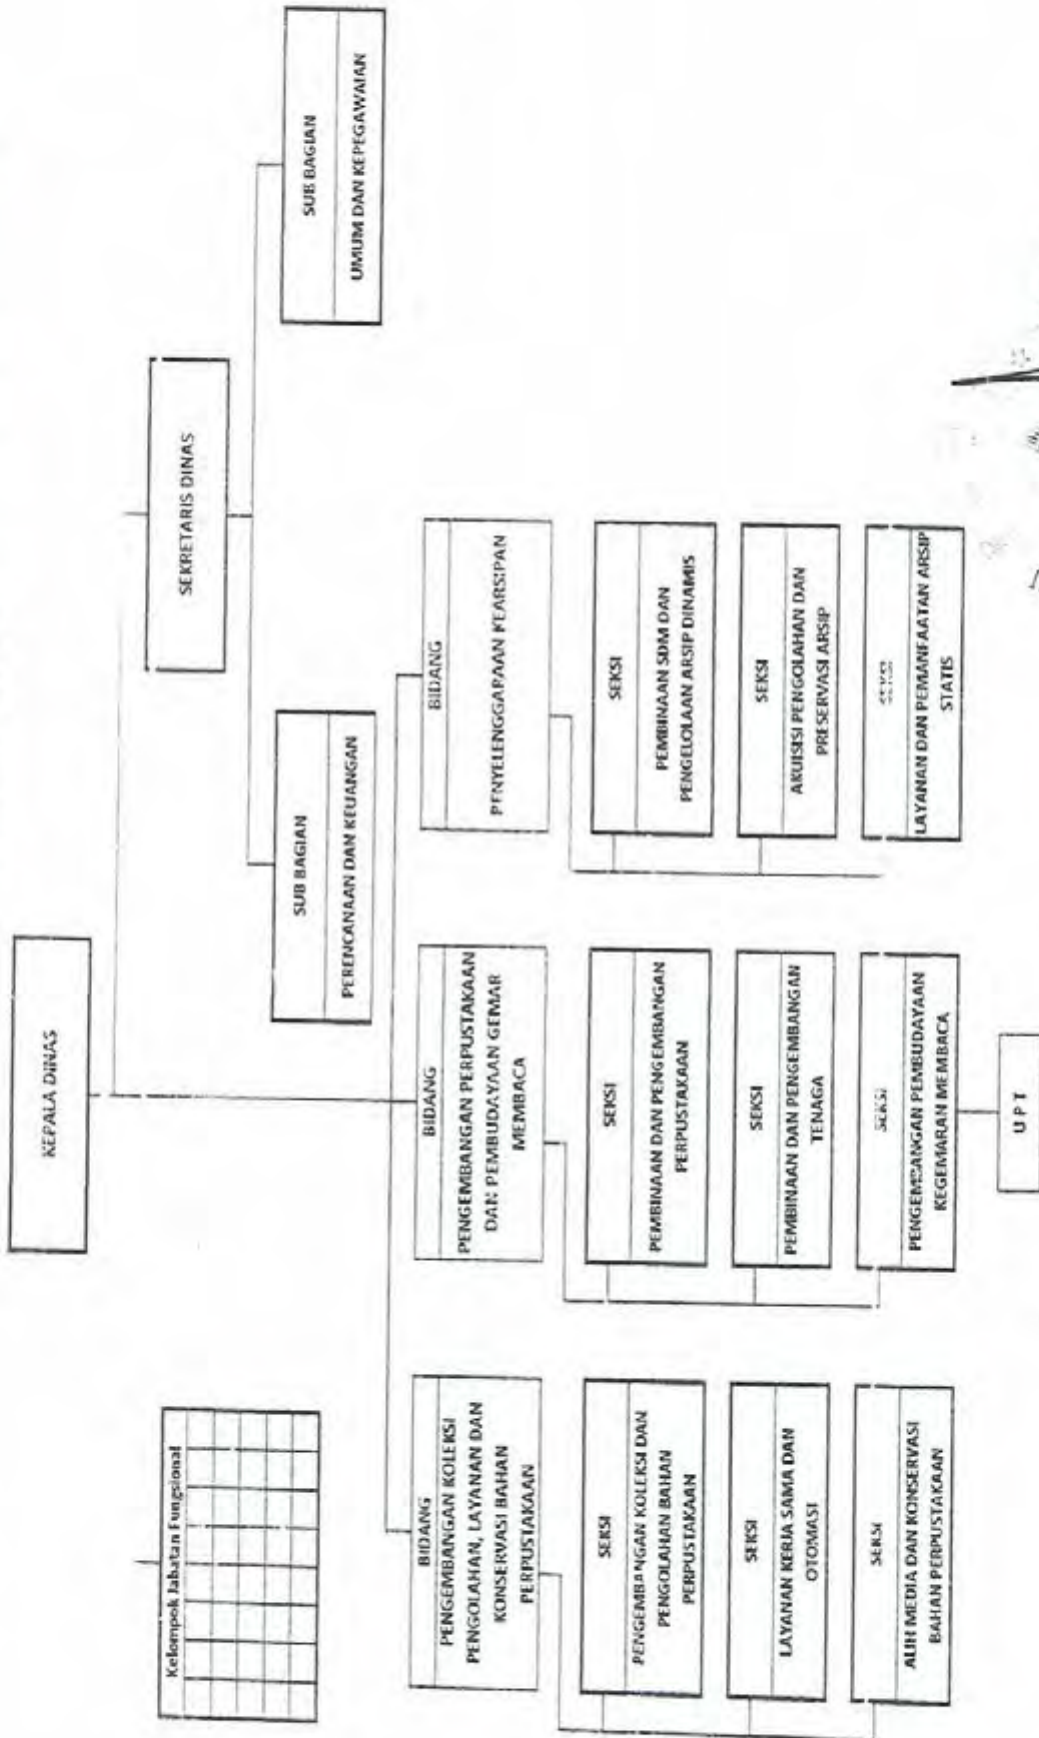 KEPALA DINAS
Kelompok Jabatan Fungsional
SEKRETARIS DINAS
SUB BAGIAN
PERENCANAAN DAN KEUANGAN
SUB BAGIAN
UMUM DAN KEPEGAWAIAN
BIDANG
PENGEMBANGAN KOLEKSI
PENGOLAHAN, LAYANAN DAN
KONSERVASI BAHAN
PERPUSTAKAAN
SEKSI
PENGEMBANGAN KOLEKSI DAN
PENGOLAHAN BAHAN
PERPUSTAKAAN
SEKSI
LAYANAN KERJA SAMA DAN
OTOMASI
SEKSI
ALIH MEDIA DAN KONSERVASI
BAHAN PERPUSTAKAAN
BIDANG
PENGEMBANGAN PERPUSTAKAAN
DAN PEMBUDAYAAN GEMAR
MEMBACA
SEKSI
PEMBINAAN DAN PENGEMBANGAN
PERPUSTAKAAN
SEKSI
PEMBINAAN DAN PENGEMBANGAN
TENAGA
SEKSI
PENGEMBANGAN PEMBUDAYAAN
KEGEMARAN MEMBACA
BIDANG
PENYELENGGARAAN KEARSIPAN
SEKSI
PEMBINAAN SDM DAN
PENGELOLAAN ARSIP DINAMIS
SEKSI
AKUISISI PENGOLAHAN DAN
PRESERVASI ARSIP
SEKSI
LAYANAN DAN PEMANFAATAN ARSIP
STATIS
U P T